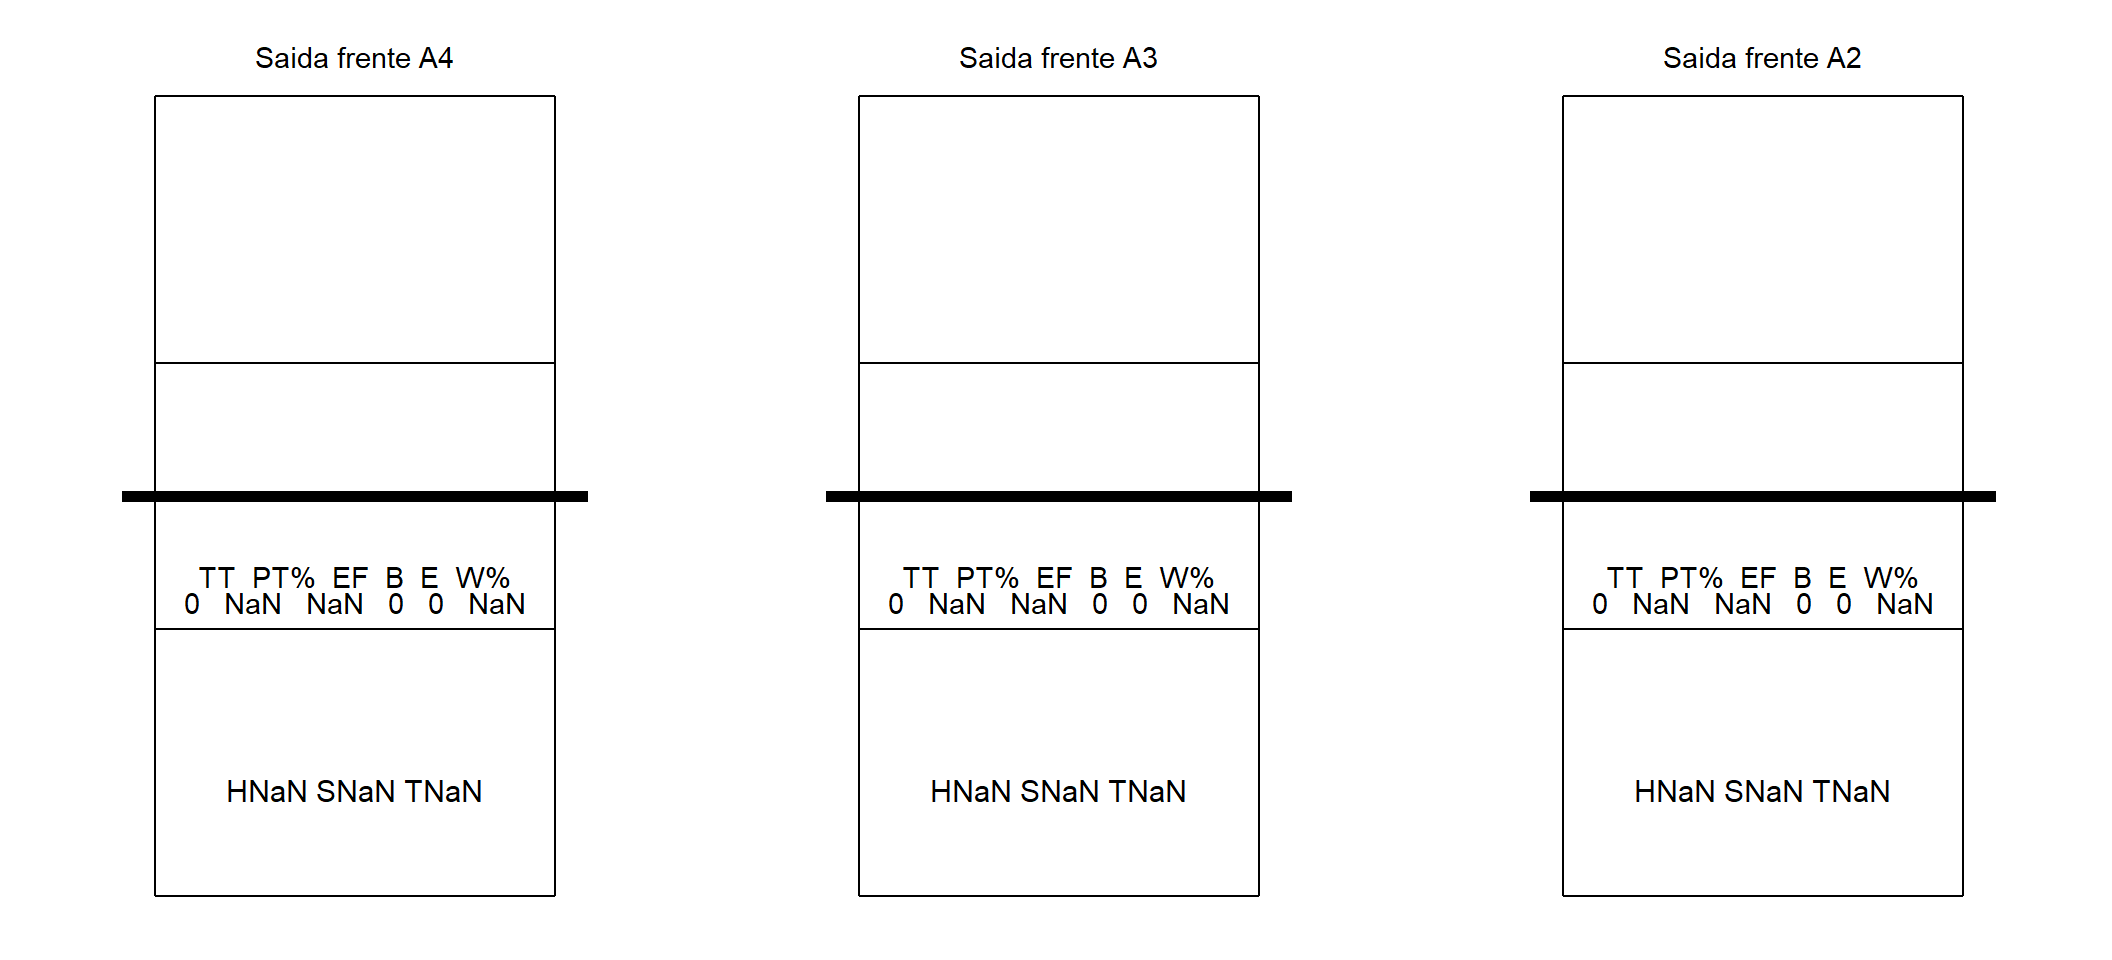 Saida frente A4
TT PT% EF B E W%
0 NaN NaN 0 0 NaN
HNaN SNaN TNaN
Saida frente A3
TT PT% EF B E W%
0 NaN NaN 0 0 NaN
HNaN SNaN TNaN
Saida frente A2
TT PT% EF B E W%
0 NaN NaN 0 0 NaN
HNaN SNaN TNaN